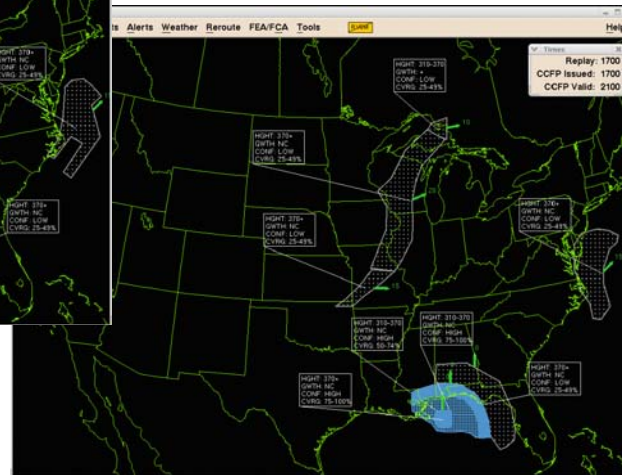 HGHT: 370+
GWTH: NC
CONF: LOW
CVRG: 25-49%
HGHT: 370+
GWTH: NC
CONF: LOW
CVRG: 25-49%
Alerts Weather Reroute FEA/FCA Tools Help
Times
Replay: 1700
CCFP Issued: 1700
CCFP Valid: 2100
HGHT: 310-370
GWTH: +
CONF: LOW
CVRG: 25-49%
10
HGHT: 370+
GWTH: NC
CONF: LOW
CVRG: 25-49%
HGHT: 370+
GWTH: NC
CONF: LOW
CVRG: 25-49%
15
HGHT: 370+
GWTH: NC
CONF: LOW
CVRG: 25-49%
HGHT: 310-370
GWTH: NC
CONF: HIGH
CVRG: 50-74%
HGHT: 310-370
GWTH: NC
CONF: HIGH
CVRG: 75-100%
HGHT: 370+
GWTH: NC
CONF: LOW
CVRG: 25-49%
HGHT: 370+
GWTH: NC
CONF: HIGH
CVRG: 75-100%